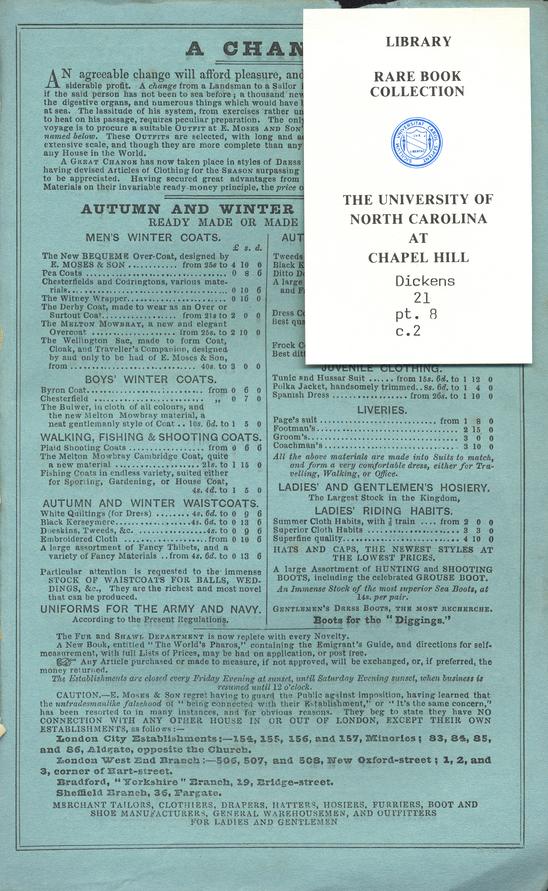 A CHAN
AN agreeable change will afford pleasure, and
siderable profit. A change from a Landsman to a Sailor
if the said person has not been to sea before; a thousand new
the digestive organs, and numerous things which would have
at sea. The lassitude of his system, from exercises rather un
to heat on his passage, requires peculiar preparation. The only
voyage is to procure a suitable OUTFIT at E. MOSES AND SON'
named below. These OUTFITS are selected, with long and a
extensive scale, and though they are more complete than any
any House in the World.
A GREAT CHANGE has now taken place in styles of DRESS
having devised Articles of Clothing for the SEASON surpassing
to be appreciated. Having secured great advantages from
Materials on their invariable ready-money principle, the price o
LIBRARY
RARE BOOK
COLLECTION
THE UNIVERSITY OF
NORTH CAROLINA
AT
CHAPEL HILL
Dickens
21
pt. 8
c.2
AUTUMN AND WINTER
READY MADE OR MADE
MEN'S WINTER COATS.
£ s. d.
The New BEQUEME Over-Coat, designed by
E. MOSES & SON .......... from 25s to 4 10 0
Pea Coats .......... 0 8 6
Chesterfields and Codringtons, various mate-
rials .......... 0 10 6
The Witney Wrapper .......... 0 16 0
The Derby Coat, made to wear as an Over or
Surtout Coat .......... from 21s to 2 0 0
The MELTON MOWBRAY, a new and elegant
Overcoat .......... from 25s. to 2 10 0
The Wellington Sac, made to form Coat,
Cloak, and Traveller's Companion, designed
by and only to be had of E. Moses & Son,
from .......... 40s. to 3 0 0
BOYS' WINTER COATS.
Byron Coat .......... from 0 6 0
Chesterfield .......... „ 0 7 0
The Bulwer, in cloth of all colours, and
the new Melton Mowbray material, a
neat gentlemanly style of Coat .. 10s. 6d. to 1 5 0
WALKING, FISHING & SHOOTING COATS.
Plaid Shooting Coats .......... from 0 6 6
The Melton Mowbray Cambridge Coat, quite
a new material .......... 21s. to 1 15 0
Fishing Coats in endless variety, suited either
for Sporting, Gardening, or House Coat,
4s. 4d. to 1 5 0
AUTUMN AND WINTER WAISTCOATS.
White Quiltings (for Dress) ...... 4s. 6d. to 0 9 6
Black Kerseymere .......... 4s. 6d. to 0 13 6
Doeskins, Tweeds, &c. .......... 4s. to 0 9 6
Embroidered Cloth .......... from 0 10 6
A large assortment of Fancy Thibets, and a
variety of Fancy Materials .. from 4s. 6d. to 0 13 6
Particular attention is requested to the immense
STOCK OF WAISTCOATS FOR BALLS, WED-
DINGS, &c., They are the richest and most novel
that can be produced.
UNIFORMS FOR THE ARMY AND NAVY.
According to the Present Regulations.
AUT
Tweeds
Black K
Ditto D
A large
and F
Dress C
Best qu
Frock C
Best ditt
JUVENILE CLOTHING.
Tunic and Hussar Suit ...... from 15s. 6d. to 1 12 0
Polka Jacket, handsomely trimmed.. 8s. 6d. to 1 4 0
Spanish Dress .......... from 26s. to 1 10 0
LIVERIES.
Page's suit .......... from 1 8 0
Footman's .......... 2 15 0
Groom's .......... 3 0 0
Coachman's .......... 3 10 0
All the above materials are made into Suits to match,
and form a very comfortable dress, either for Tra-
velling, Walking, or Office.
LADIES' AND GENTLEMEN'S HOSIERY.
The Largest Stock in the Kingdom,
LADIES' RIDING HABITS.
Summer Cloth Habits, with train .... from 2 0 0
Superior Cloth Habits .......... 3 3 0
Superfine quality .......... 4 10 0
HATS AND CAPS, THE NEWEST STYLES AT
THE LOWEST PRICES.
A large Assortment of HUNTING and SHOOTING
BOOTS, including the celebrated GROUSE BOOT.
An Immense Stock of the most superior Sea Boots, at
14s. per pair.
GENTLEMEN'S DRESS BOOTS, THE MOST RECHERCHE.
Boots for the "Diggings."
The FUR and SHAWL DEPARTMENT is now replete with every Novelty.
A New Book, entitled "The World's Pharos," containing the Emigrant's Guide, and directions for self-
measurement, with full Lists of Prices, may be had on application, or post free.
☞ Any Article purchased or made to measure, if not approved, will be exchanged, or, if preferred, the
money returned.
The Establishments are closed every Friday Evening at sunset, until Saturday Evening sunset, when business is
resumed until 12 o'clock.
CAUTION.—E. MOSES & SON regret having to guard the Public against imposition, having learned that
the untradesmanlike falsehood of "being connected with their Establishment," or "It's the same concern,"
has been resorted to in many instances, and for obvious reasons. They beg to state they have NO
CONNECTION WITH ANY OTHER HOUSE IN OR OUT OF LONDON, EXCEPT THEIR OWN
ESTABLISHMENTS, as follows:—
London City Establishments:—154, 155, 156, and 157, Minories; 83, 84, 85,
and 86, Aldgate, opposite the Church.
London West End Branch:—506, 507, and 508, New Oxford-street; 1, 2, and
3, corner of Hart-street.
Bradford, "Yorkshire" Branch, 19, Bridge-street.
Sheffield Branch, 36, Fargate.
MERCHANT TAILORS, CLOTHIERS, DRAPERS, HATTERS, HOSIERS, FURRIERS, BOOT AND
SHOE MANUFACTURERS, GENERAL WAREHOUSEMEN, AND OUTFITTERS
FOR LADIES AND GENTLEMEN